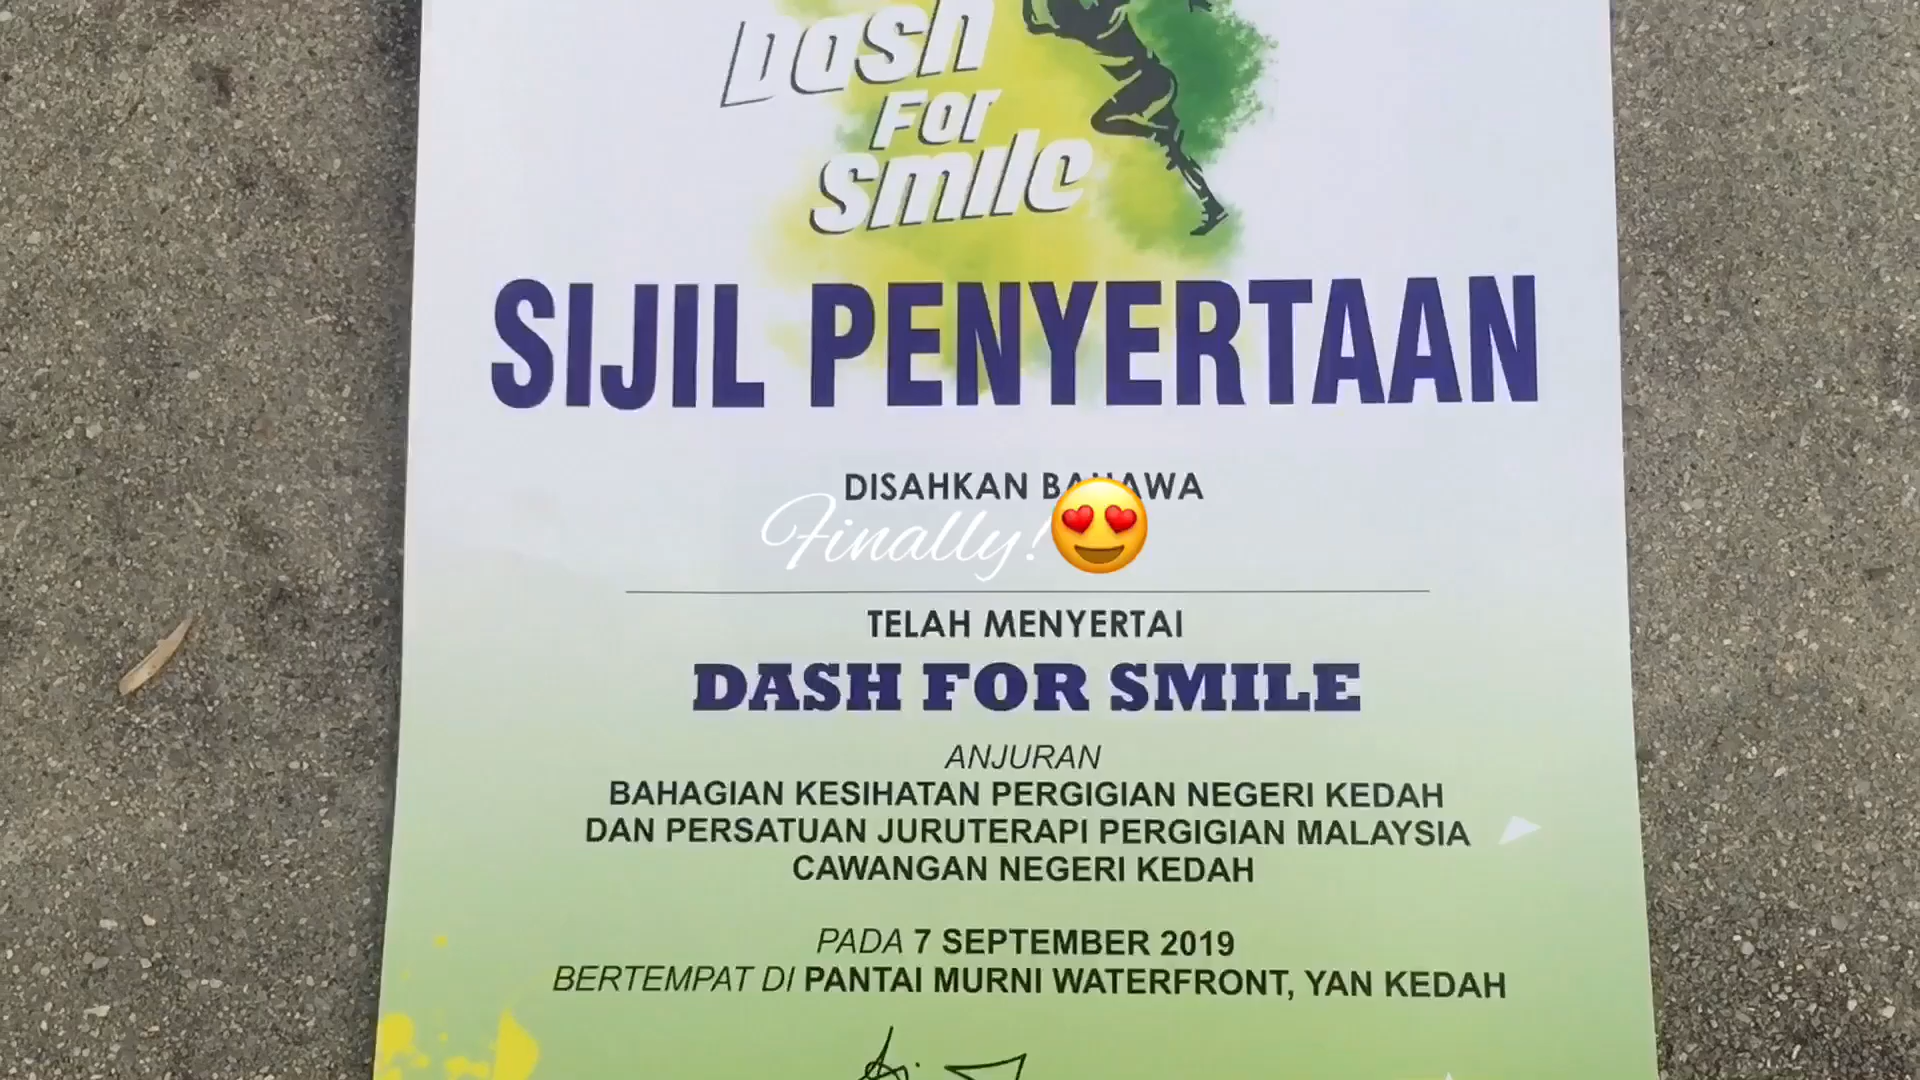 Dash
For
Smile
SIJIL PENYERTAAN
DISAHKAN BAHAWA
Finally!😍
TELAH MENYERTAI
DASH FOR SMILE
ANJURAN
BAHAGIAN KESIHATAN PERGIGIAN NEGERI KEDAH
DAN PERSATUAN JURUTERAPI PERGIGIAN MALAYSIA
CAWANGAN NEGERI KEDAH
PADA 7 SEPTEMBER 2019
BERTEMPAT DI PANTAI MURNI WATERFRONT, YAN KEDAH